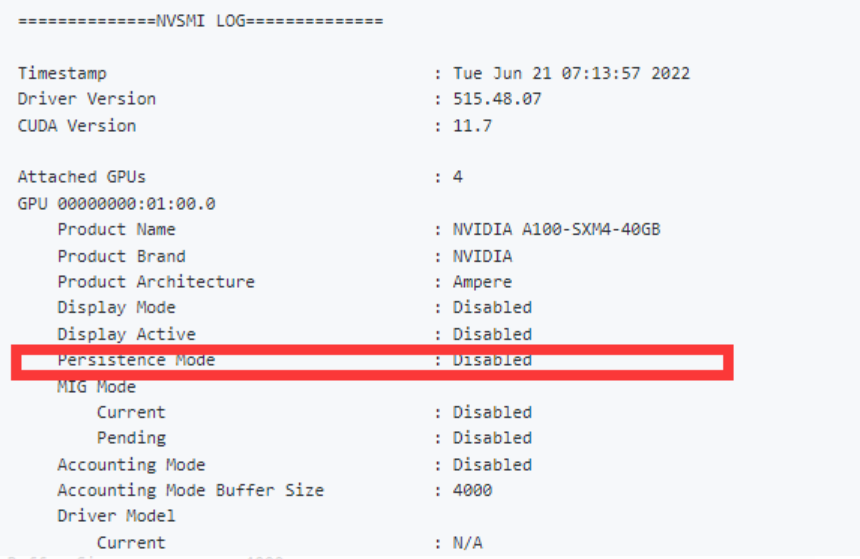 ==============NVSMI LOG==============
Timestamp : Tue Jun 21 07:13:57 2022
Driver Version : 515.48.07
CUDA Version : 11.7
Attached GPUs : 4
GPU 00000000:01:00.0
Product Name : NVIDIA A100-SXM4-40GB
Product Brand : NVIDIA
Product Architecture : Ampere
Display Mode : Disabled
Display Active : Disabled
Persistence Mode : Disabled
MIG Mode
Current : Disabled
Pending : Disabled
Accounting Mode : Disabled
Accounting Mode Buffer Size : 4000
Driver Model
Current : N/A